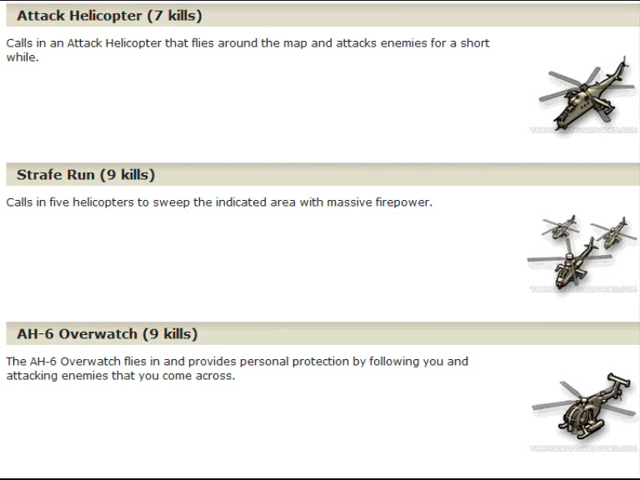 Attack Helicopter (7 kills)
Calls in an Attack Helicopter that flies around the map and attacks enemies for a short
while.
Strafe Run (9 kills)
Calls in five helicopters to sweep the indicated area with massive firepower.
AH-6 Overwatch (9 kills)
The AH-6 Overwatch flies in and provides personal protection by following you and
attacking enemies that you come across.